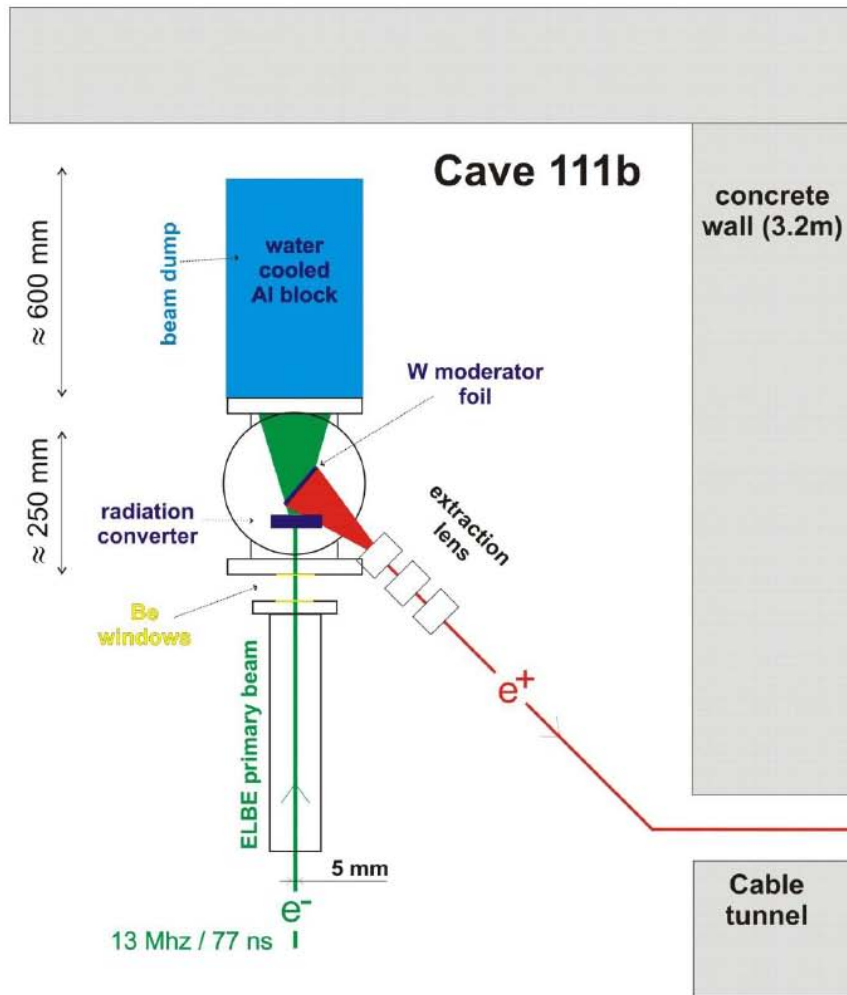 Cave 111b
concrete
wall (3.2m)
≈ 600 mm
beam dump
water
cooled
Al block
W moderator
foil
≈ 250 mm
radiation
converter
extraction
lens
Be
windows
ELBE primary beam
e+
5 mm
e-
13 Mhz / 77 ns
Cable
tunnel